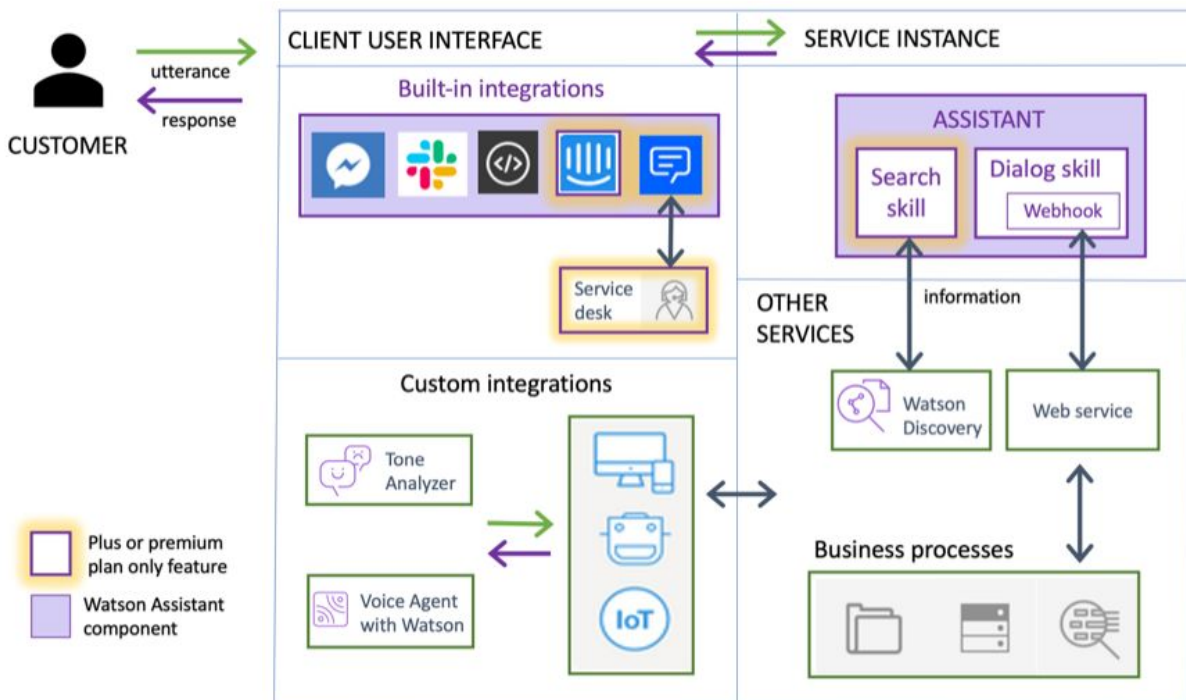 CUSTOMER
utterance
response
CLIENT USER INTERFACE
SERVICE INSTANCE
Built-in integrations
</>
Service
desk
ASSISTANT
Search
skill
Dialog skill
Webhook
information
OTHER
SERVICES
Watson
Discovery
Web service
Business processes
Custom integrations
Tone
Analyzer
Voice Agent
with Watson
IoT
Plus or premium
plan only feature
Watson Assistant
component